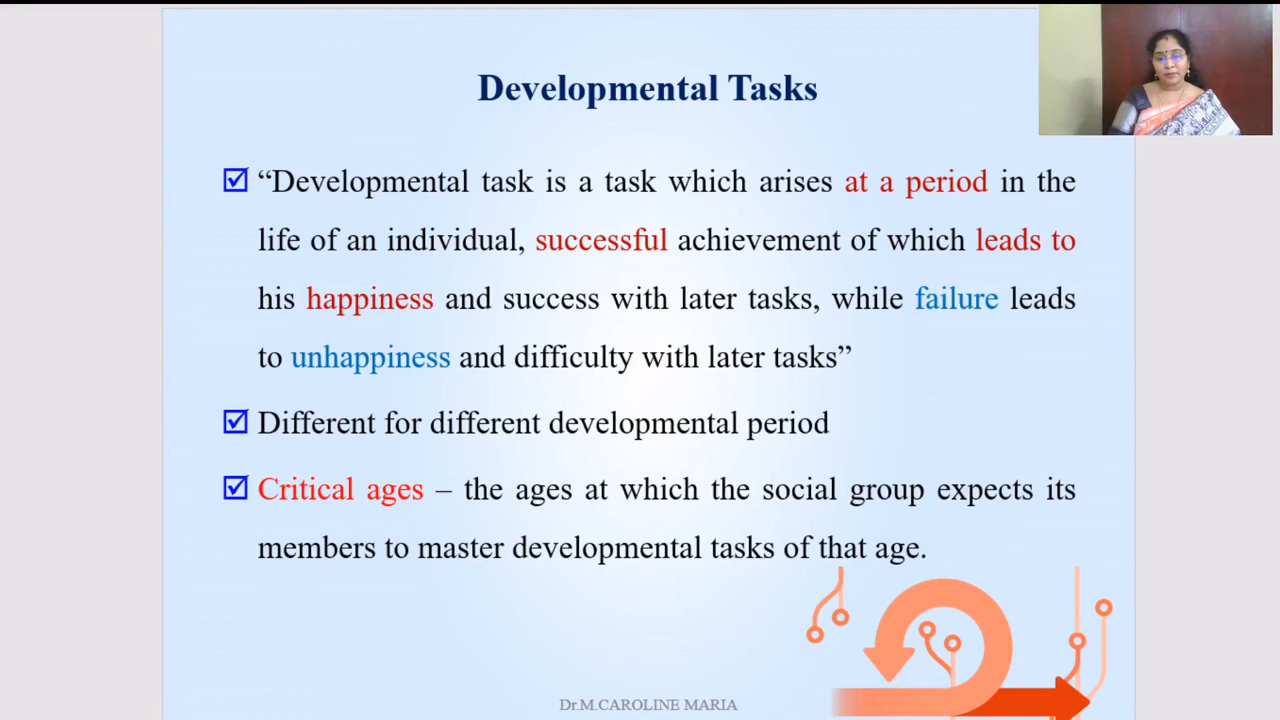 Developmental Tasks
“Developmental task is a task which arises at a period in the
life of an individual, successful achievement of which leads to
his happiness and success with later tasks, while failure leads
to unhappiness and difficulty with later tasks”
Different for different developmental period
Critical ages – the ages at which the social group expects its
members to master developmental tasks of that age.
Dr.M.CAROLINE MARIA